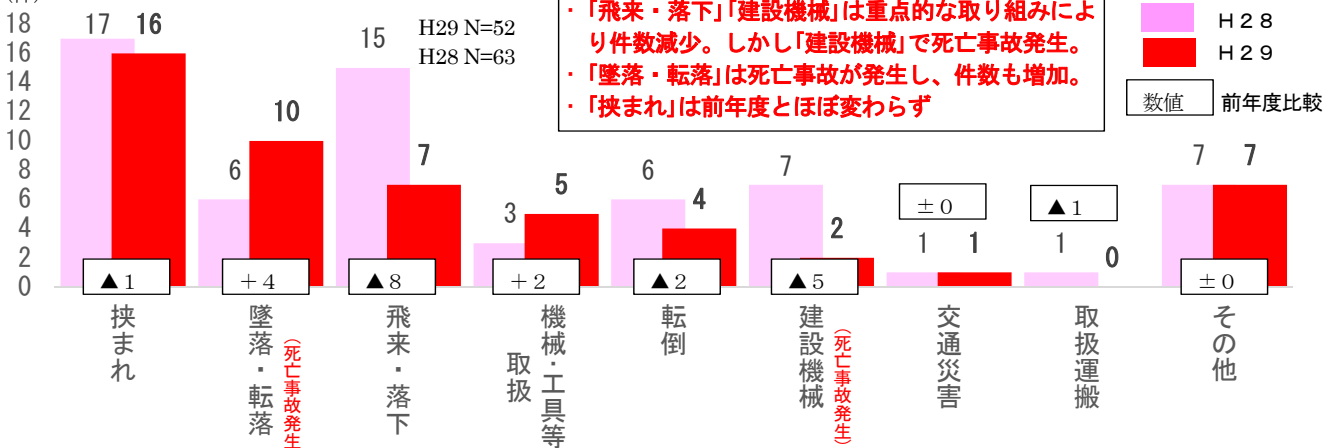 (件)
18
16
14
12
10
8
6
4
2
0
H29 N=52
H28 N=63
・「飛来・落下」「建設機械」は重点的な取り組みによ
り件数減少。しかし「建設機械」で死亡事故発生。
・「墜落・転落」は死亡事故が発生し、件数も増加。
・「挟まれ」は前年度とほぼ変わらず
H28
H29
数値 前年度比較
17 16
6 10
15 7
3 5
6 4
7 2
1 1
1 0
7 7
▲1
+4
▲8
+2
▲2
▲5
±0
▲1
±0
挟まれ
墜落・転落
(死亡事故発生
飛来・落下
機械・工具等
取扱
転倒
建設機械
(死亡事故発生)
交通災害
取扱運搬
その他